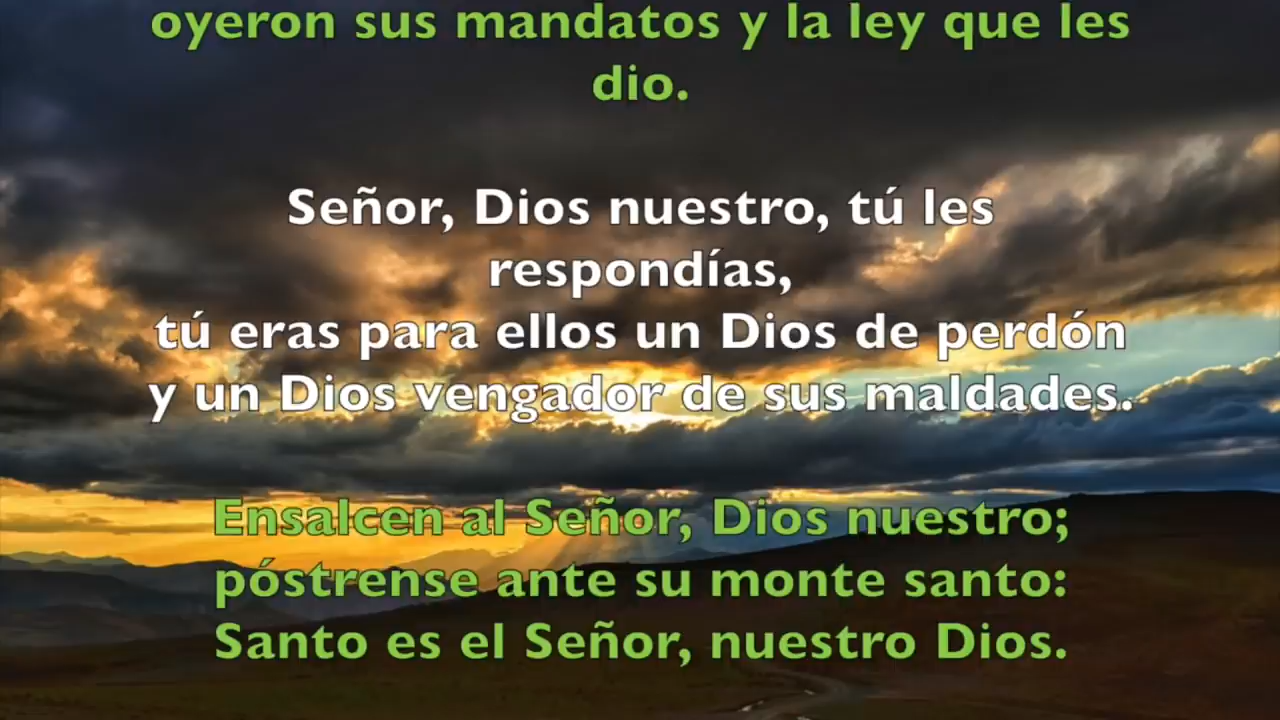 oyeron sus mandatos y la ley que les
dio.
Señor, Dios nuestro, tú les
respondías,
tú eras para ellos un Dios de perdón
y un Dios vengador de sus maldades.
Ensalcen al Señor, Dios nuestro;
póstrense ante su monte santo:
Santo es el Señor, nuestro Dios.